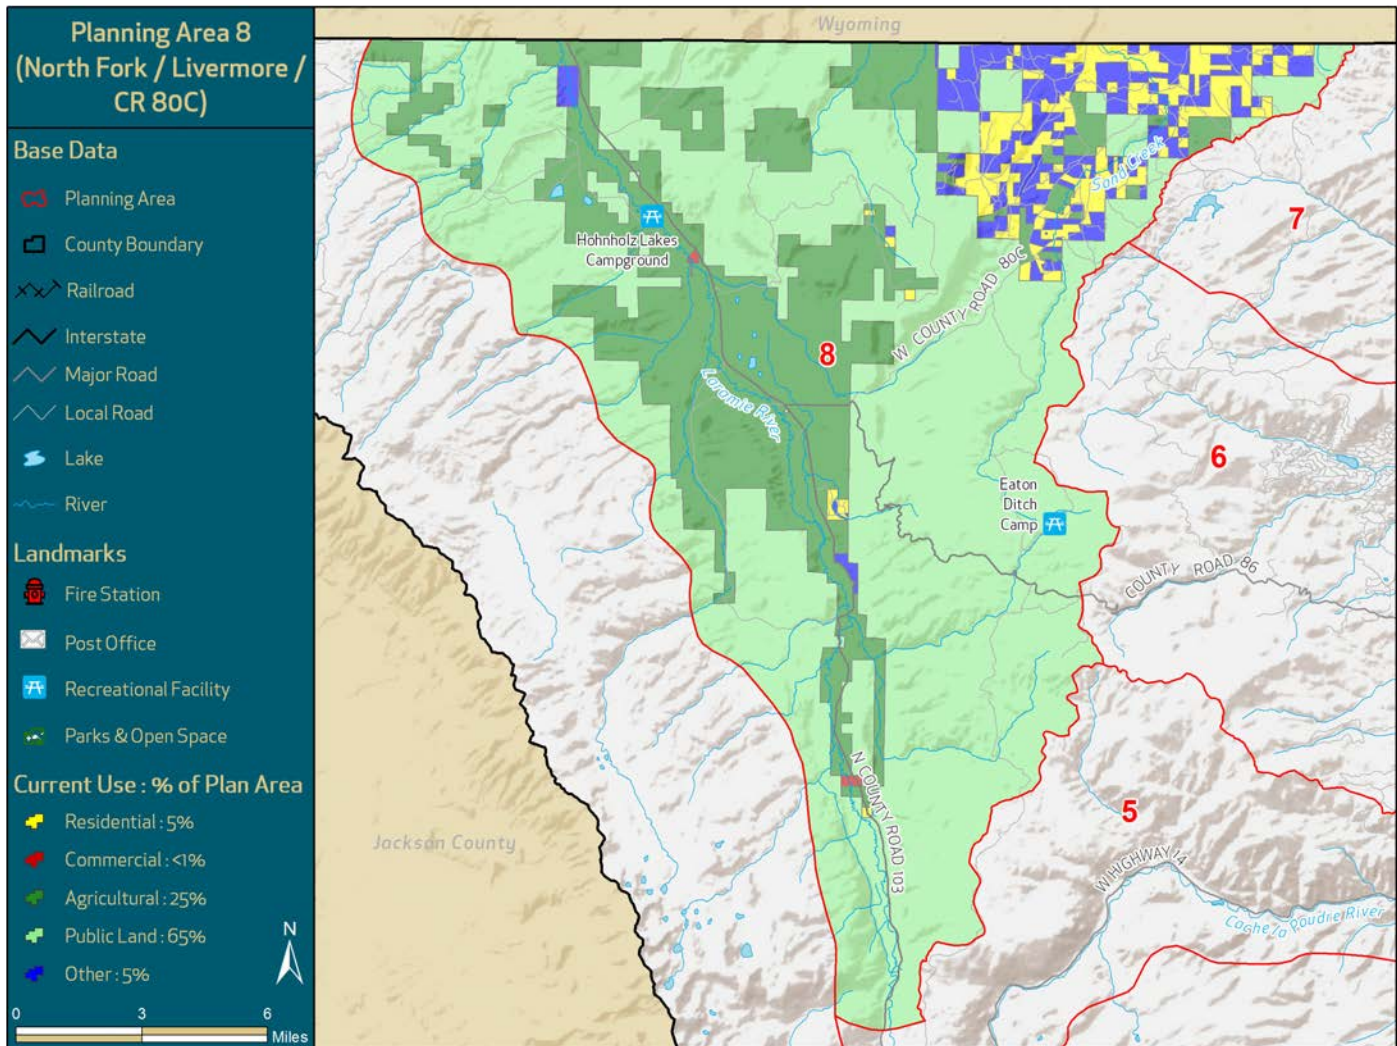 Planning Area 8
(North Fork / Livermore /
CR 80C)
Base Data
Planning Area
County Boundary
Railroad
Interstate
Major Road
Local Road
Lake
River
Landmarks
Fire Station
Post Office
Recreational Facility
Parks & Open Space
Current Use : % of Plan Area
Residential : 5%
Commercial : <1%
Agricultural : 25%
Public Land : 65%
Other : 5%
N
0 3 6
Miles
Wyoming
Sand Creek
7
Hohnholz Lakes
Campground
W COUNTY ROAD 80C
8
Laramie River
6
Eaton
Ditch
Camp
COUNTY ROAD 86
N COUNTY ROAD 103
5
Jackson County
W HIGHWAY 14
Cache la Poudre River